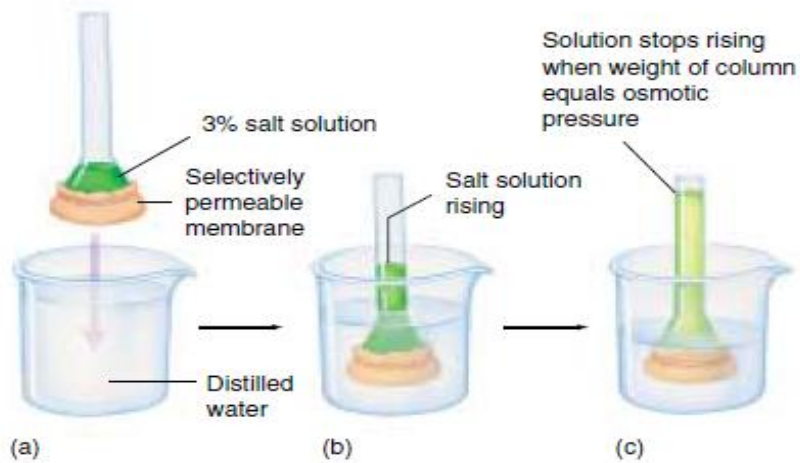 3% salt solution
Selectively
permeable
membrane
Distilled
water
(a)
Salt solution
rising
(b)
Solution stops rising
when weight of column
equals osmotic
pressure
(c)